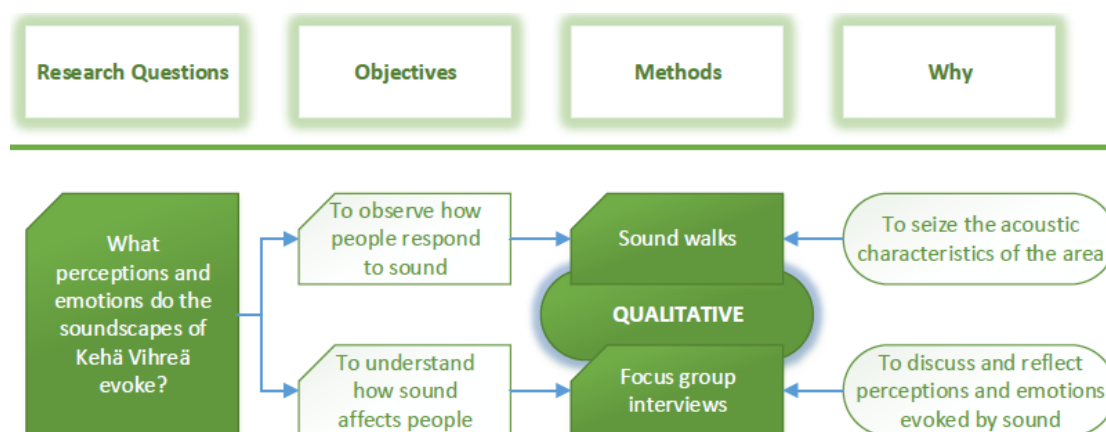 Research Questions
Objectives
Methods
Why
What
perceptions and
emotions do the
soundscapes of
Kehä Vihreä
evoke?
To observe how
people respond
to sound
Sound walks
To seize the acoustic
characteristics of the area
QUALITATIVE
To understand
how sound
affects people
Focus group
interviews
To discuss and reflect
perceptions and emotions
evoked by sound